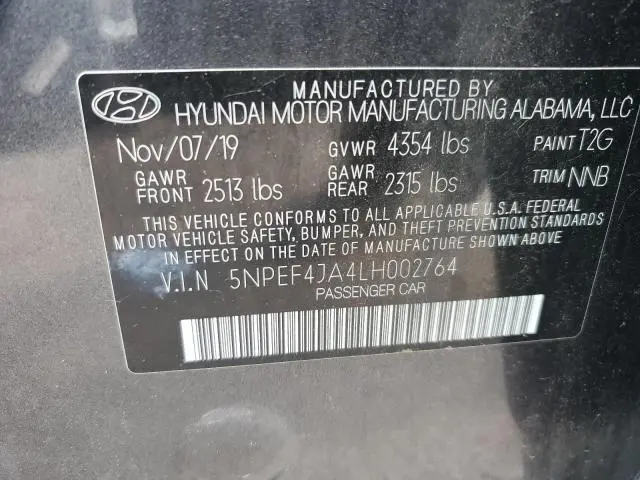 MANUFACTURED BY
HYUNDAI MOTOR MANUFACTURING ALABAMA, LLC
Nov/07/19 GVWR 4354 lbs PAINT T2G
GAWR FRONT 2513 lbs GAWR REAR 2315 lbs TRIM NNB
THIS VEHICLE CONFORMS TO ALL APPLICABLE U.S.A. FEDERAL
MOTOR VEHICLE SAFETY, BUMPER, AND THEFT PREVENTION STANDARDS
IN EFFECT ON THE DATE OF MANUFACTURE SHOWN ABOVE
V.I.N 5NPEF4JA4LH002764
PASSENGER CAR